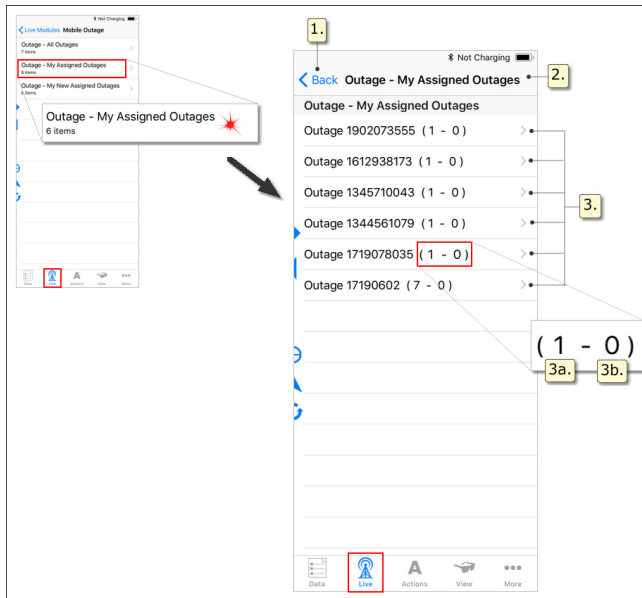 Not Charging
Live Modules Mobile Outage
Outage - All Outages
7 items
Outage - My Assigned Outages
6 items
Outage - My New Assigned Outages
6 items
Outage - My Assigned Outages
6 items
Data Live Actions View More
1.
Not Charging
Back Outage - My Assigned Outages
2.
Outage - My Assigned Outages
Outage 1902073555 ( 1 - 0 )
Outage 1612938173 ( 1 - 0 )
Outage 1345710043 ( 1 - 0 )
3.
Outage 1344561079 ( 1 - 0 )
Outage 1719078035 ( 1 - 0 )
Outage 17190602 ( 7 - 0 )
( 1 - 0 )
3a. 3b.
Data Live Actions View More